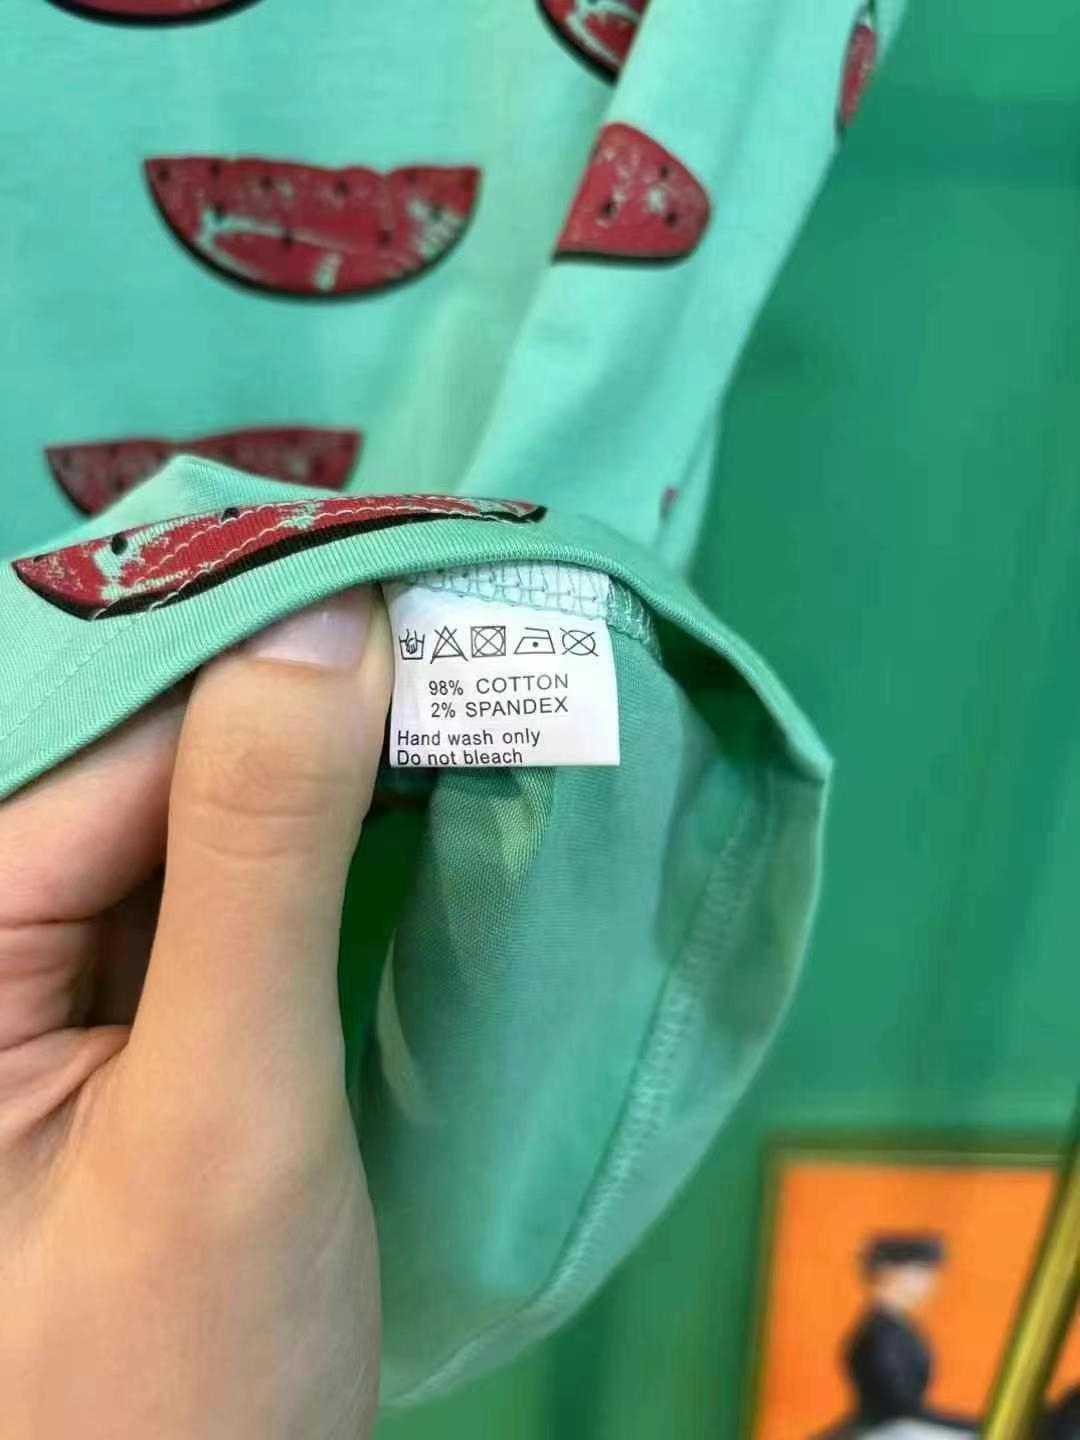 98% COTTON
2% SPANDEX
Hand wash only
Do not bleach